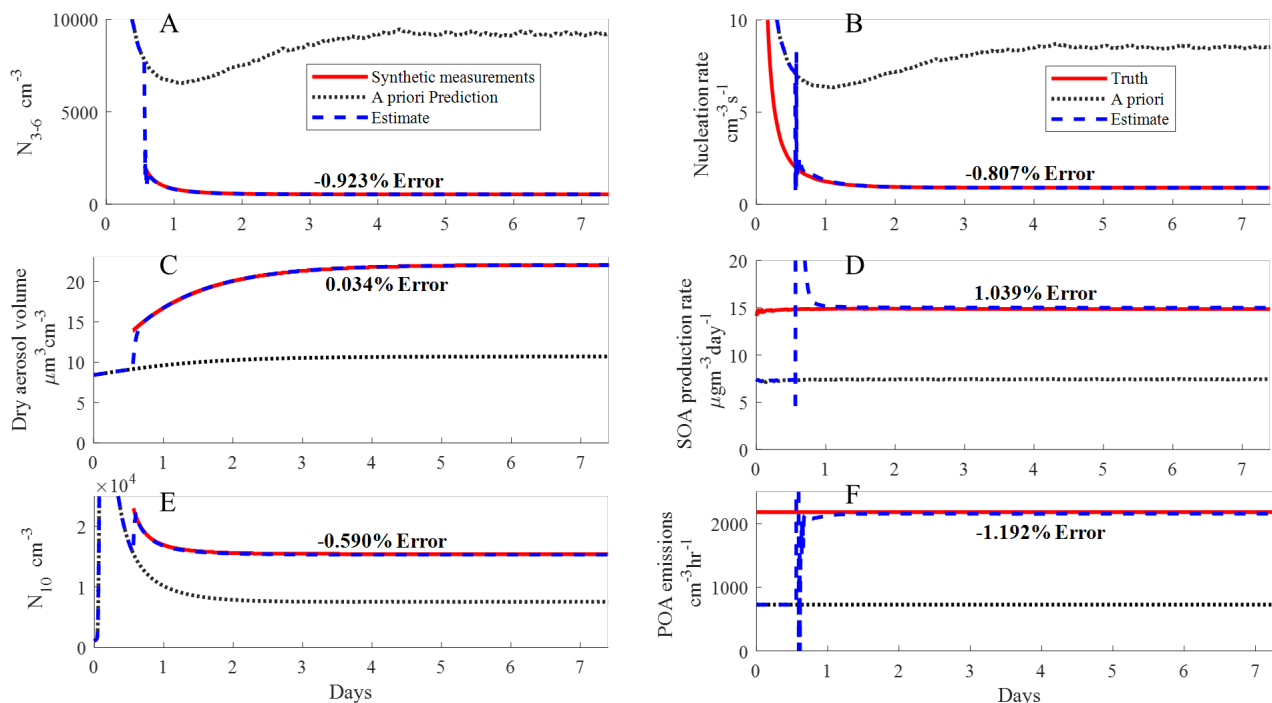 A
10000
5000
0
N3-6 cm-3
Synthetic measurements
A priori Prediction
Estimate
-0.923% Error
0 1 2 3 4 5 6 7
B
10
5
0
Nucleation rate
cm-3s-1
Truth
A priori
Estimate
-0.807% Error
0 1 2 3 4 5 6 7
C
20
15
10
5
0
Dry aerosol volume
μm3cm3
0.034% Error
0 1 2 3 4 5 6 7
D
20
15
10
5
0
SOA production rate
μgm-3day-1
1.039% Error
0 1 2 3 4 5 6 7
E
×104
2
1
0
N10 cm-3
-0.590% Error
0 1 2 3 4 5 6 7
Days
F
2000
1000
0
POA emissions
cm-3hr-1
-1.192% Error
0 1 2 3 4 5 6 7
Days